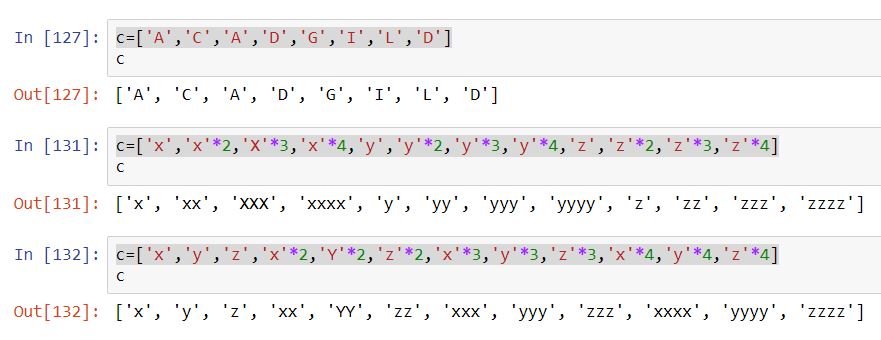 In [127]: c=['A','C','A','D','G','I','L','D']
c
Out[127]: ['A', 'C', 'A', 'D', 'G', 'I', 'L', 'D']
In [131]: c=['x','x'*2,'X'*3,'x'*4,'y','y'*2,'y'*3,'y'*4,'z','z'*2,'z'*3,'z'*4]
c
Out[131]: ['x', 'xx', 'XXX', 'xxxx', 'y', 'yy', 'yyy', 'yyyy', 'z', 'zz', 'zzz', 'zzzz']
In [132]: c=['x','y','z','x'*2,'Y'*2,'z'*2,'x'*3,'y'*3,'z'*3,'x'*4,'y'*4,'z'*4]
c
Out[132]: ['x', 'y', 'z', 'xx', 'YY', 'zz', 'xxx', 'yyy', 'zzz', 'xxxx', 'yyyy', 'zzzz']